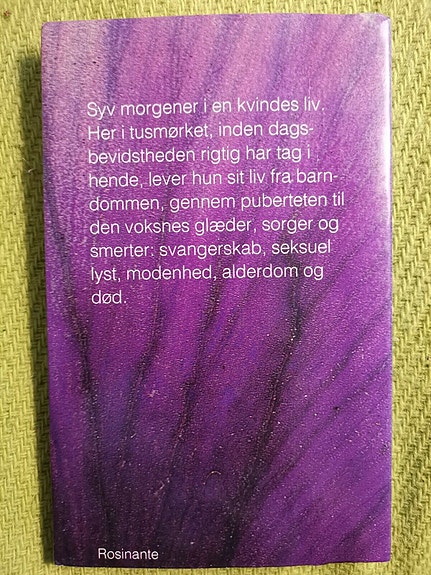 Syv morgener i en kvindes liv.
Her i tusmørket, inden dags-
bevidstheden rigtig har tag i
hende, lever hun sit liv fra barn-
dommen, gennem puberteten til
den voksnes glæder, sorger og
smerter: svangerskab, seksuel
lyst, modenhed, alderdom og
død.
Rosinante